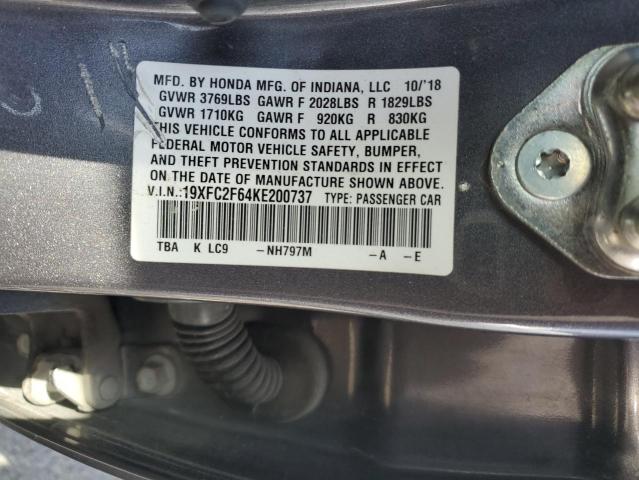 MFD. BY HONDA MFG. OF INDIANA, LLC 10/'18
GVWR 3769LBS GAWR F 2028LBS R 1829LBS
GVWR 1710KG GAWR F 920KG R 830KG
THIS VEHICLE CONFORMS TO ALL APPLICABLE
FEDERAL MOTOR VEHICLE SAFETY, BUMPER,
AND THEFT PREVENTION STANDARDS IN EFFECT
ON THE DATE OF MANUFACTURE SHOWN ABOVE.
V.I.N.:19XFC2F64KE200737 TYPE: PASSENGER CAR
TBA K LC9 -NH797M -A -E